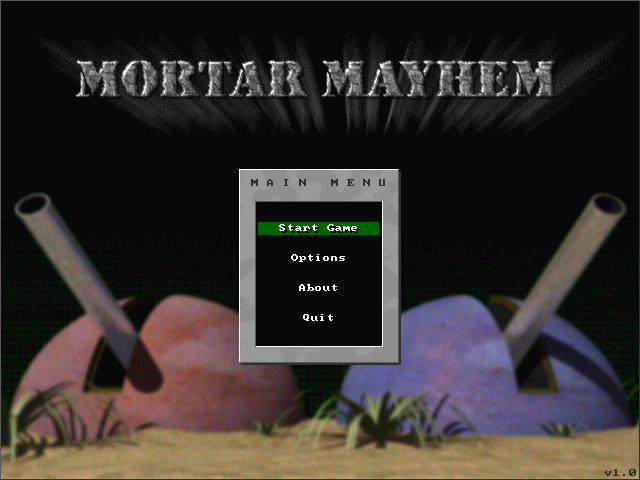 MORTAR MAYHEM
MAIN MENU
Start Game
Options
About
Quit
v1.0